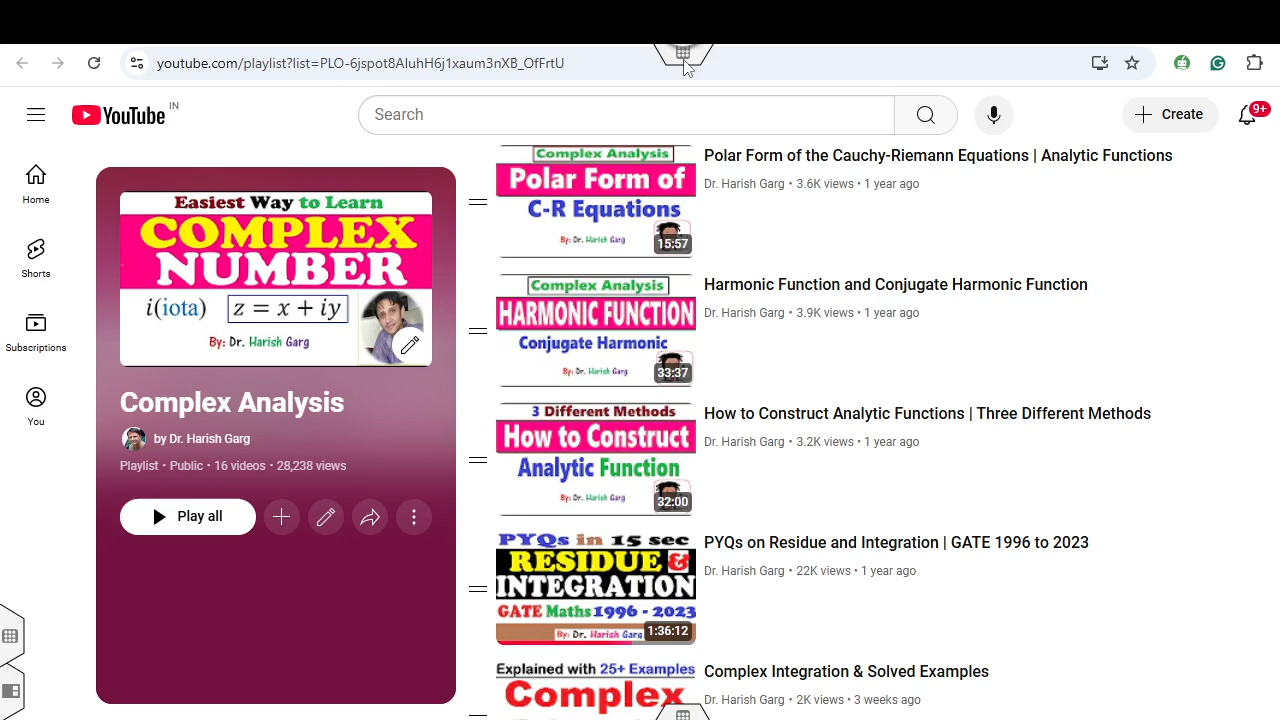 youtube.com/playlist?list=PLO-6jspot8AluhH6j1xaum3nXB_OfFrtU
YouTube IN
Search
Create
9+
Home
Shorts
Subscriptions
You
Easiest Way to Learn
COMPLEX
NUMBER
i(iota) z = x + iy
By: Dr. Harish Garg
Complex Analysis
by Dr. Harish Garg
Playlist • Public • 16 videos • 28,238 views
Play all
Complex Analysis
Polar Form of
C-R Equations
By: Dr. Harish Garg
15:57
Polar Form of the Cauchy-Riemann Equations | Analytic Functions
Dr. Harish Garg • 3.6K views • 1 year ago
Complex Analysis
HARMONIC FUNCTION
Conjugate Harmonic
By: Dr. Harish Garg
33:37
Harmonic Function and Conjugate Harmonic Function
Dr. Harish Garg • 3.9K views • 1 year ago
3 Different Methods
How to Construct
Analytic Function
By: Dr. Harish Garg
32:00
How to Construct Analytic Functions | Three Different Methods
Dr. Harish Garg • 3.2K views • 1 year ago
PYQs in 15 sec
RESIDUE &
INTEGRATION
GATE Maths 1996 - 2023
By: Dr. Harish Garg
1:36:12
PYQs on Residue and Integration | GATE 1996 to 2023
Dr. Harish Garg • 22K views • 1 year ago
Explained with 25+ Examples
Complex
Complex Integration & Solved Examples
Dr. Harish Garg • 2K views • 3 weeks ago